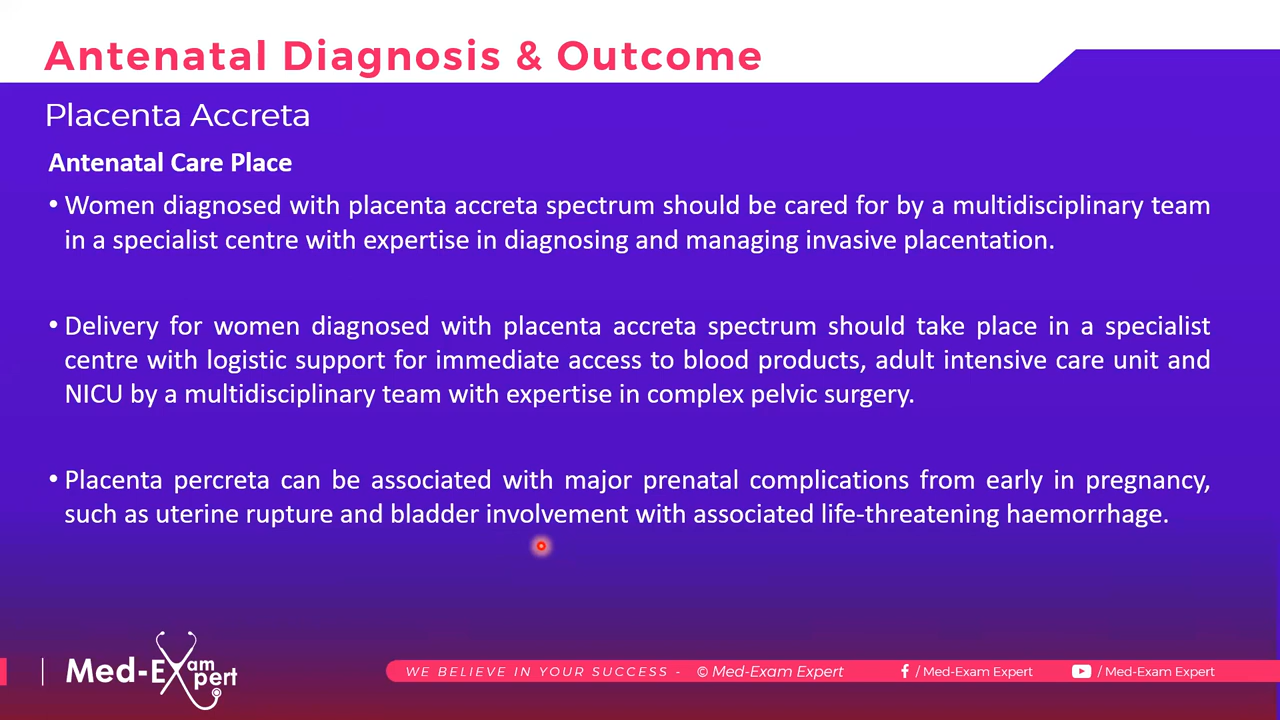 Antenatal Diagnosis & Outcome
Placenta Accreta
Antenatal Care Place
• Women diagnosed with placenta accreta spectrum should be cared for by a multidisciplinary team
in a specialist centre with expertise in diagnosing and managing invasive placentation.
• Delivery for women diagnosed with placenta accreta spectrum should take place in a specialist
centre with logistic support for immediate access to blood products, adult intensive care unit and
NICU by a multidisciplinary team with expertise in complex pelvic surgery.
• Placenta percreta can be associated with major prenatal complications from early in pregnancy,
such as uterine rupture and bladder involvement with associated life-threatening haemorrhage.
Med-Exam Expert
WE BELIEVE IN YOUR SUCCESS - © Med-Exam Expert
/ Med-Exam Expert
/ Med-Exam Expert